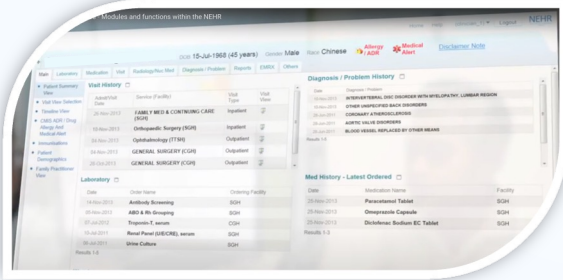 Modules and functions within the NEHR
Home Help Logout NEHR
DOB 15-Jul-1968 (45 years) Gender Male Race Chinese Allergy / ADR Medical Alert Disclaimer Note
Main Laboratory Medication Visit Radiology/Nuc Med Diagnosis / Problem Reports EMRX Others
Patient Summary View
Visit View Selection
Timeline View
CMIS ADR / Drug Allergy And Medical Alert
Immunizations
Patient Demographics
Family Practitioner View
Visit History
Admit/Visit Date Service (Facility) Visit Type Visit View
26-Nov-2013 FAMILY MED & CONTINUING CARE (SGH) Inpatient
18-Nov-2013 Orthopaedic Surgery (SGH) Inpatient
Ophthalmology (TTSH) Outpatient
GENERAL SURGERY (CGH) Outpatient
GENERAL SURGERY (CGH) Outpatient
Diagnosis / Problem History
Date Diagnosis / Problem
INTERVERTEBRAL DISC DISORDER WITH MYELOPATHY, LUMBAR REGION
OTHER UNSPECIFIED BACK DISORDERS
CORONARY ATHEROSCLEROSIS
AORTIC VALVE DISORDERS
BLOOD VESSEL REPLACED BY OTHER MEANS
Results 1-5
Laboratory
Date Order Name Ordering Facility
14-Nov-2013 Antibody Screening SGH
ABO & Rh Grouping SGH
Troponin-T, serum CGH
Renal Panel (U/E/CRE), serum SGH
Urine Culture SGH
Results 1-5
Med History - Latest Ordered
Date Medication Name Facility
Paracetamol Tablet SGH
Omeprazole Capsule SGH
Diclofenac Sodium EC Tablet SGH
Results 1-3